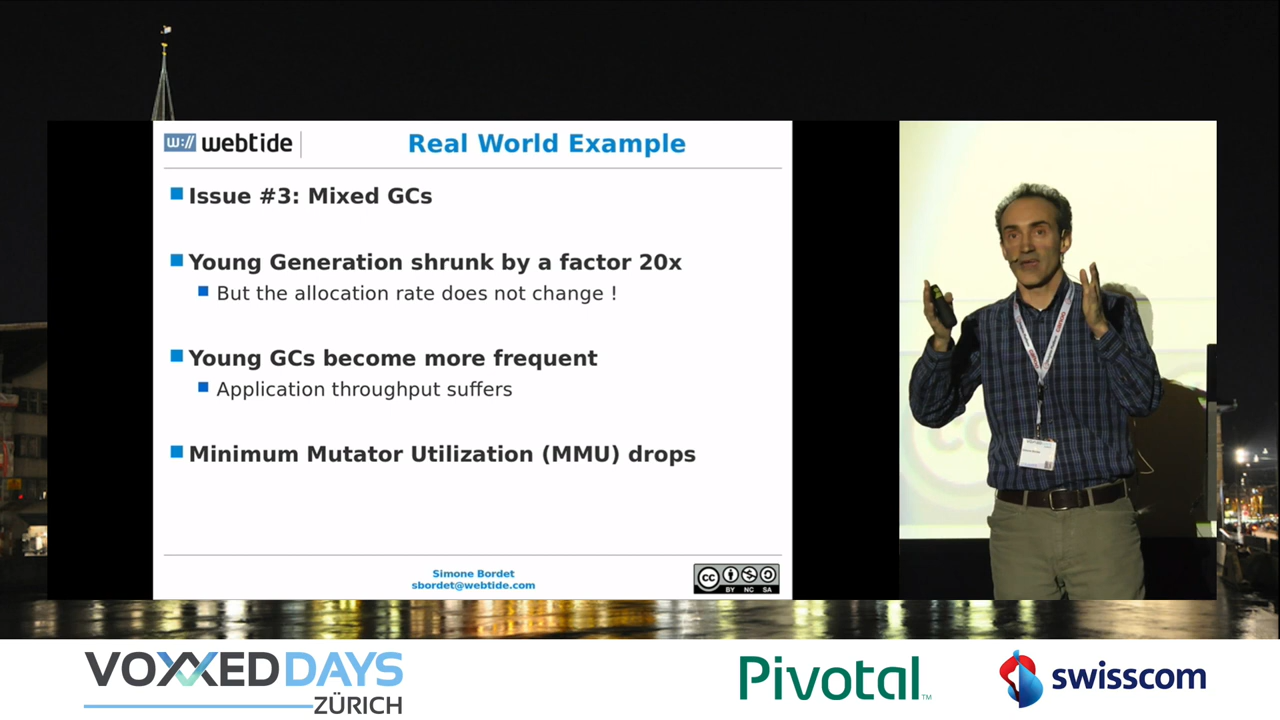 w:// webtide
Real World Example
Issue #3: Mixed GCs
Young Generation shrunk by a factor 20x
But the allocation rate does not change !
Young GCs become more frequent
Application throughput suffers
Minimum Mutator Utilization (MMU) drops
Simone Bordet
sbordet@webtide.com
cc
BY NC SA
VOXXED DAYS
ZÜRICH
Pivotal™
swisscom